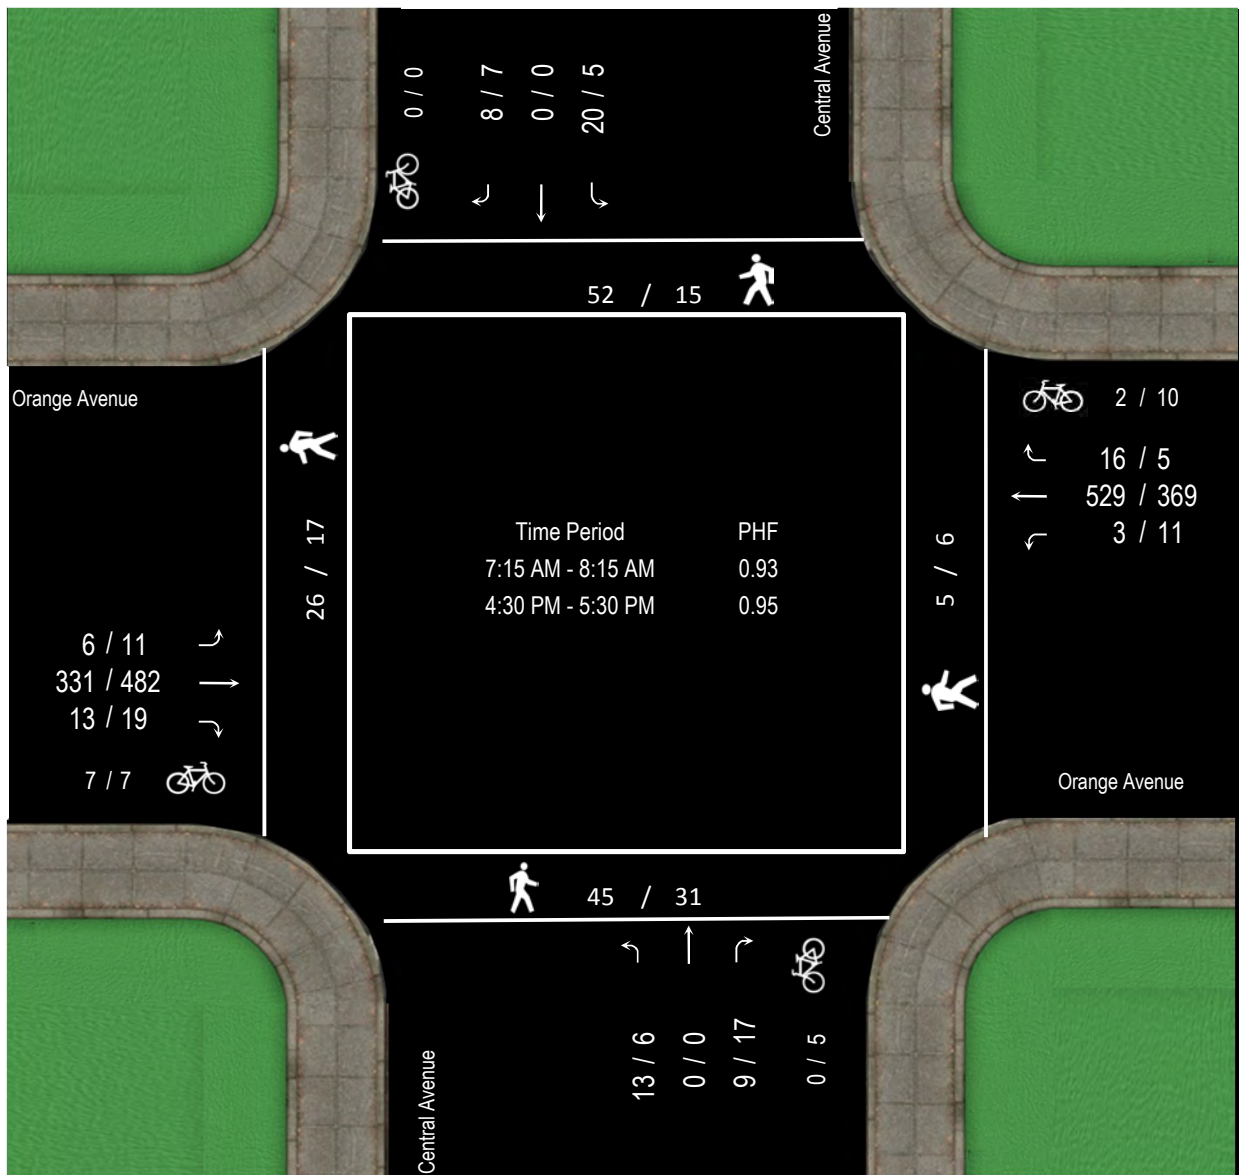 Central Avenue
0 / 0
8 / 7
0 / 0
20 / 5
52 / 15
Orange Avenue
2 / 10
16 / 5
529 / 369
3 / 11
26 / 17
Time Period PHF
7:15 AM - 8:15 AM 0.93
4:30 PM - 5:30 PM 0.95
5 / 6
6 / 11
331 / 482
13 / 19
7 / 7
Orange Avenue
45 / 31
13 / 6
0 / 0
9 / 17
0 / 5
Central Avenue